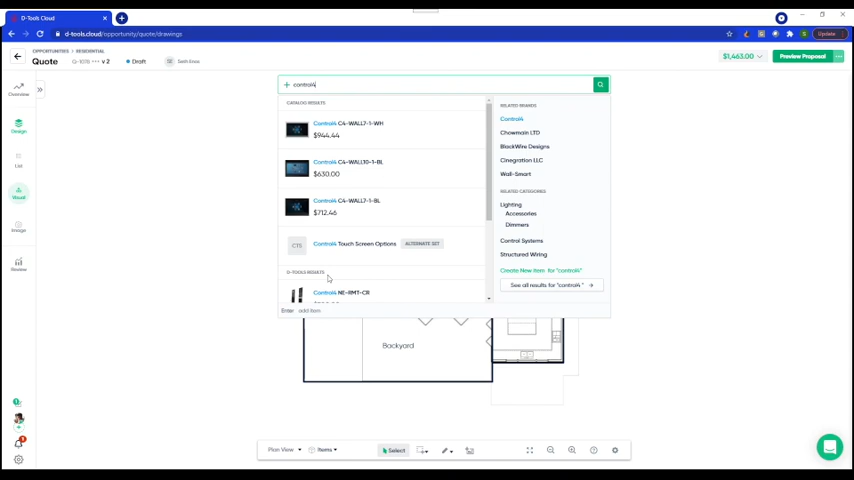 D-Tools Cloud
d-tools.cloud/opportunity/quote/drawings
Update
OPPORTUNITIES RESIDENTIAL
Quote
v 2
Draft
$1,463.00
Preview Proposal
Overview
Design
List
Visual
Image
Review
control4
CATALOG RESULTS
Control4 C4-WALL7-1-WH
$944.44
Control4 C4-WALL10-1-BL
$630.00
Control4 C4-WALL7-1-BL
$712.46
CTS
Control4 Touch Screen Options ALTERNATE SET
D-TOOLS RESULTS
Control4 NE-RMT-CR
Enter add item
RELATED BRANDS
Control4
Chowmain LTD
BlockWire Designs
Cinegration LLC
Wall-Smart
RELATED CATEGORIES
Lighting
Accessories
Dimmers
Control Systems
Structured Wiring
Create New Item for "control4"
See all results for "control4 "
Backyard
Plan View
Items
Select